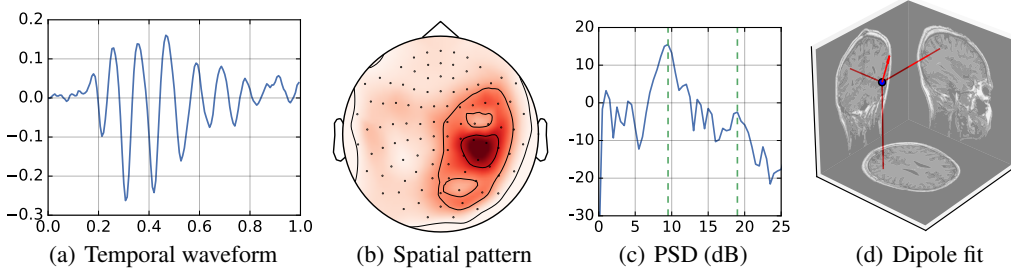 0.2
0.1
0.0
−0.1
−0.2
−0.3
0.0 0.2 0.4 0.6 0.8 1.0
(a) Temporal waveform
(b) Spatial pattern
20
10
0
−10
−20
−30
0 5 10 15 20 25
(c) PSD (dB)
(d) Dipole fit